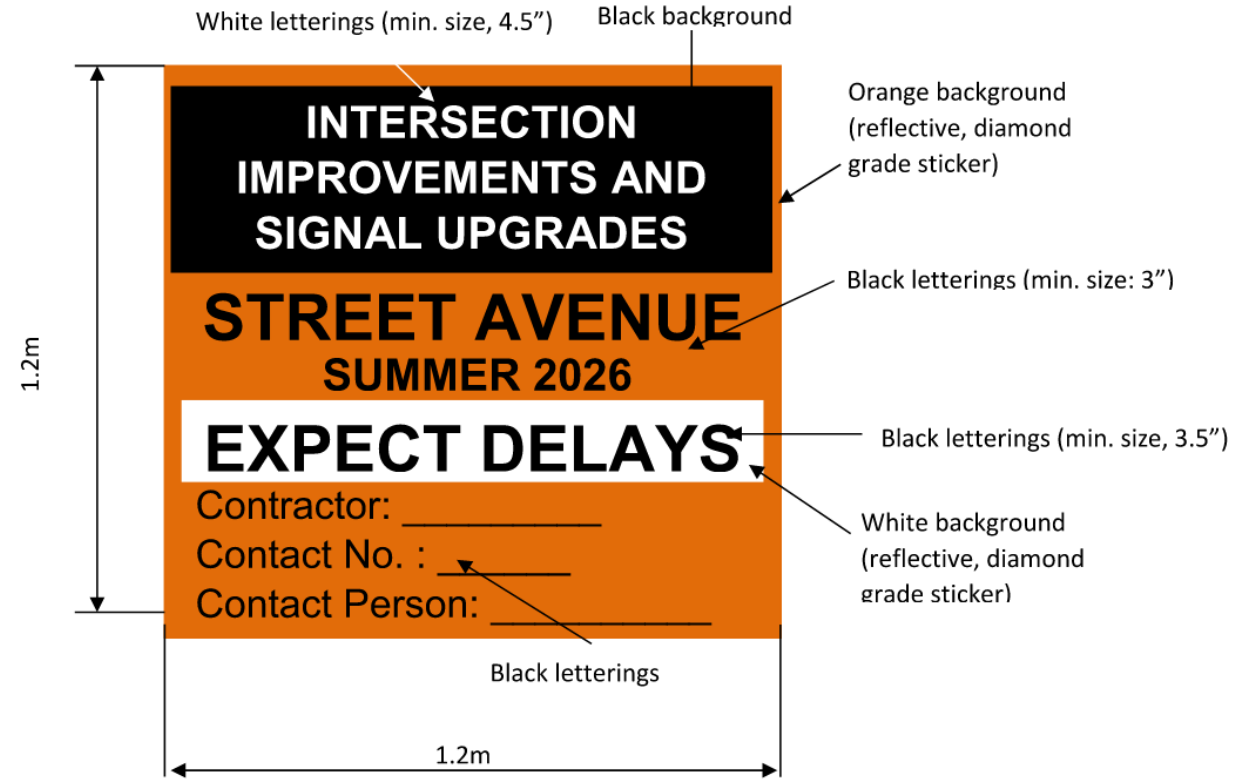 White letterings (min. size, 4.5”)
Black background
INTERSECTION
IMPROVEMENTS AND
SIGNAL UPGRADES
Orange background
(reflective, diamond
grade sticker)
STREET AVENUE
Black letterings (min. size: 3”)
SUMMER 2026
1.2m
EXPECT DELAYS
Black letterings (min. size, 3.5”)
Contractor: _________
Contact No. : ______
Contact Person: __________
White background
(reflective, diamond
grade sticker)
Black letterings
1.2m